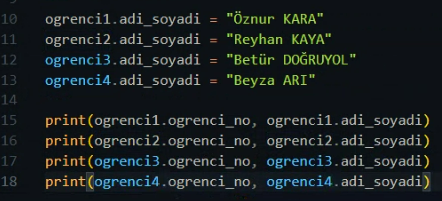 10 ogrenci1.adi_soyadi = "Öznur KARA"
11 ogrenci2.adi_soyadi = "Reyhan KAYA"
12 ogrenci3.adi_soyadi = "Betür DOĞRUYOL"
13 ogrenci4.adi_soyadi = "Beyza ARI"
14
15 print(ogrenci1.ogrenci_no, ogrenci1.adi_soyadi)
16 print(ogrenci2.ogrenci_no, ogrenci2.adi_soyadi)
17 print(ogrenci3.ogrenci_no, ogrenci3.adi_soyadi)
18 print(ogrenci4.ogrenci_no, ogrenci4.adi_soyadi)